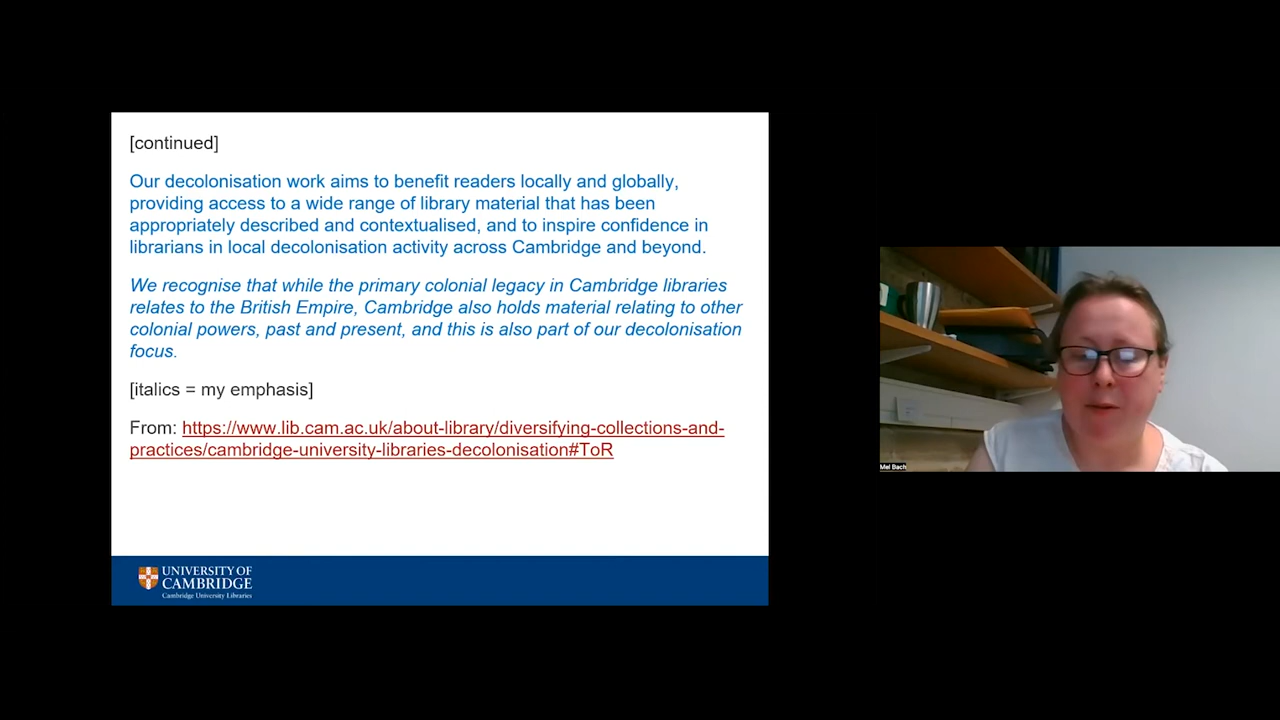 [continued]
Our decolonisation work aims to benefit readers locally and globally,
providing access to a wide range of library material that has been
appropriately described and contextualised, and to inspire confidence in
librarians in local decolonisation activity across Cambridge and beyond.
We recognise that while the primary colonial legacy in Cambridge libraries
relates to the British Empire, Cambridge also holds material relating to other
colonial powers, past and present, and this is also part of our decolonisation
focus.
[italics = my emphasis]
From: https://www.lib.cam.ac.uk/about-library/diversifying-collections-and-
practices/cambridge-university-libraries-decolonisation#ToR
UNIVERSITY OF
CAMBRIDGE
Cambridge University Libraries
Mel Bach